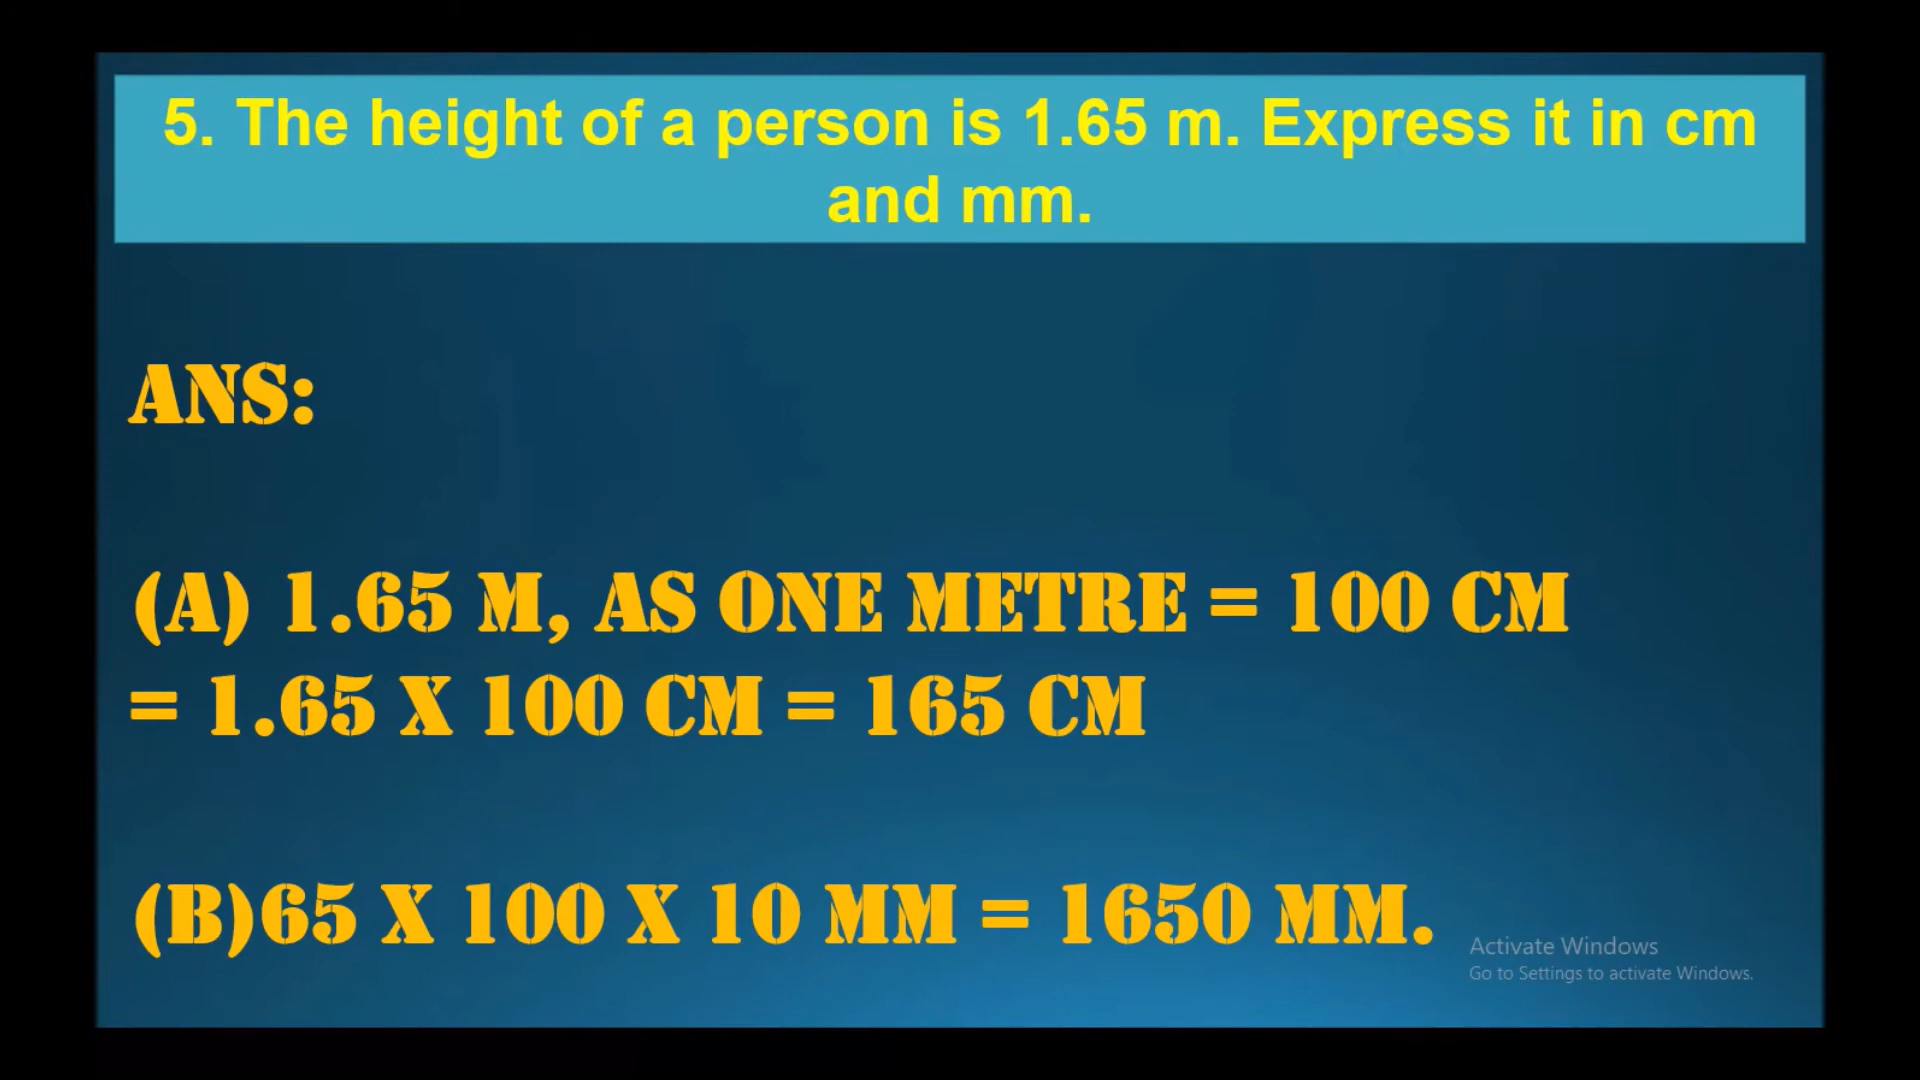 5. The height of a person is 1.65 m. Express it in cm
and mm.
ANS:
(A) 1.65 M, AS ONE METRE = 100 CM
= 1.65 X 100 CM = 165 CM
(B)65 X 100 X 10 MM = 1650 MM.
Activate Windows
Go to Settings to activate Windows.